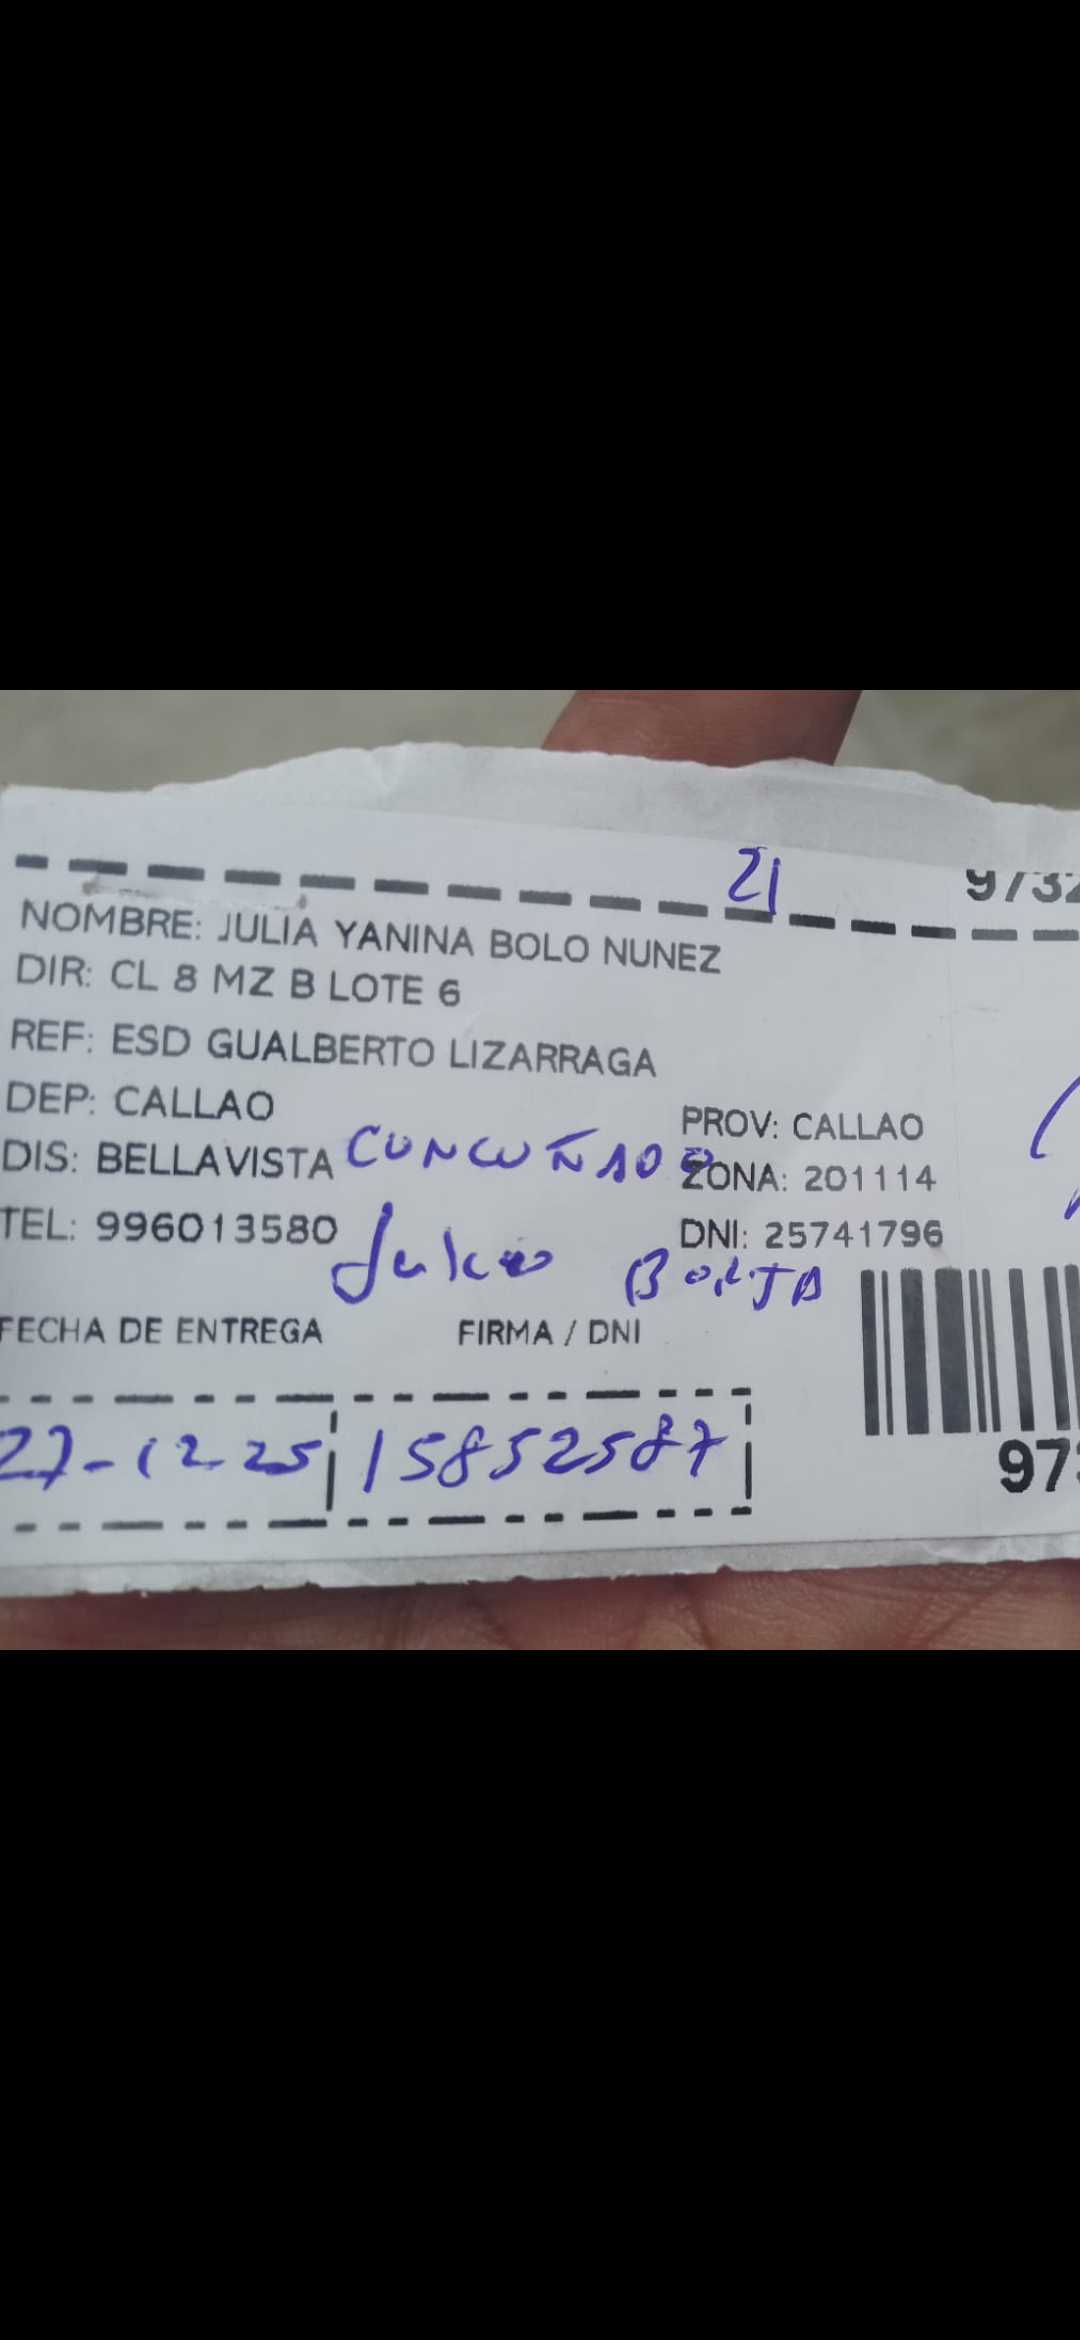 21
NOMBRE: JULIA YANINA BOLO NUNEZ
DIR: CL 8 MZ B LOTE 6
REF: ESD GUALBERTO LIZARRAGA
DEP: CALLAO
PROV: CALLAO
DIS: BELLAVISTA
CONCUÑADO
ZONA: 201114
TEL: 996013580
DNI: 25741796
Julio BORJA
FECHA DE ENTREGA
FIRMA / DNI
27-12-25
15852587
973